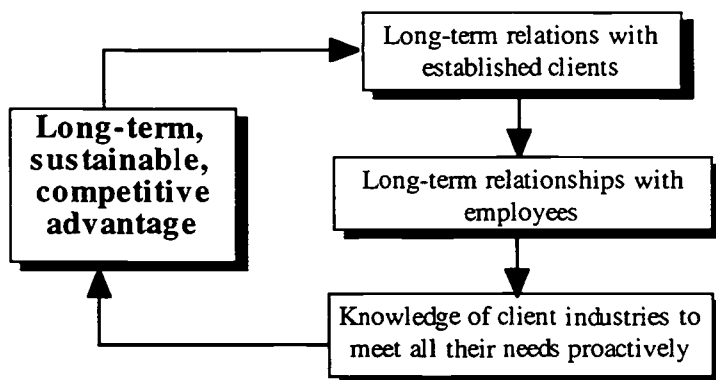 Long-term relations with
established clients
Long-term,
sustainable,
competitive
advantage
Long-term relationships with
employees
Knowledge of client industries to
meet all their needs proactively